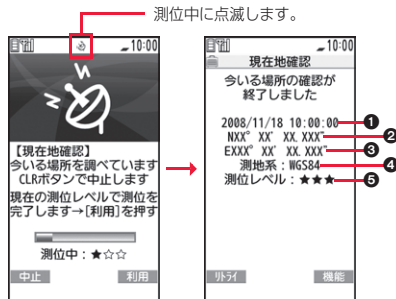 測位中に点滅します。
10:00
【現在地確認】
今いる場所を調べています
CLRボタンで中止します
現在の測位レベルで測位を
完了します→[利用]を押す
測位中：★☆☆
中止 利用
10:00
現在地確認
今いる場所の確認が
終了しました
2008/11/18 10:00:00 ❶
NXX° XX′ XX. XXX″ ❷
EXXX° XX′ XX. XXX″ ❸
測地系：WGS84 ❹
測位レベル：★★★ ❺
ﾘﾄﾗｲ 機能